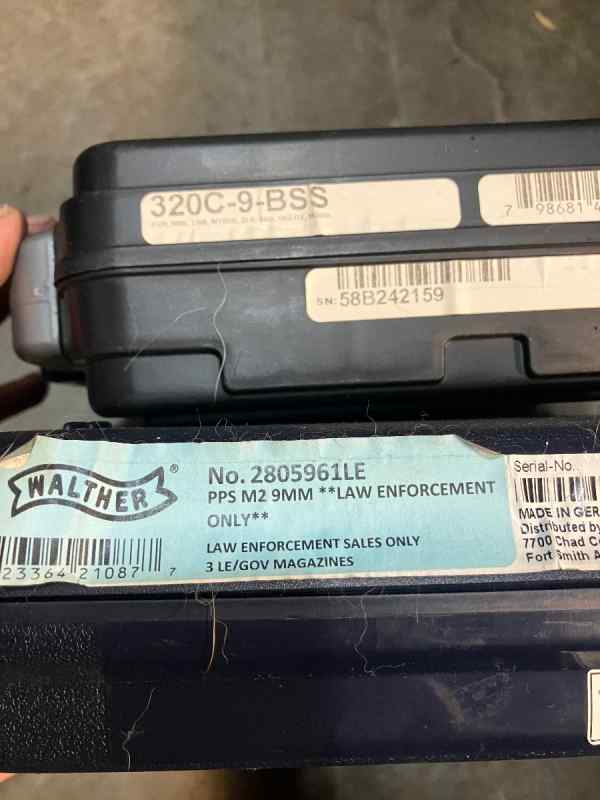 320C-9-BSS
7 98681 4
SN: 58B242159
WALTHER®
No. 2805961LE
PPS M2 9MM **LAW ENFORCEMENT
ONLY**
LAW ENFORCEMENT SALES ONLY
3 LE/GOV MAGAZINES
23364 21087 7
Serial-No.
MADE IN GER
Distributed by
7700 Chad Co
Fort Smith A